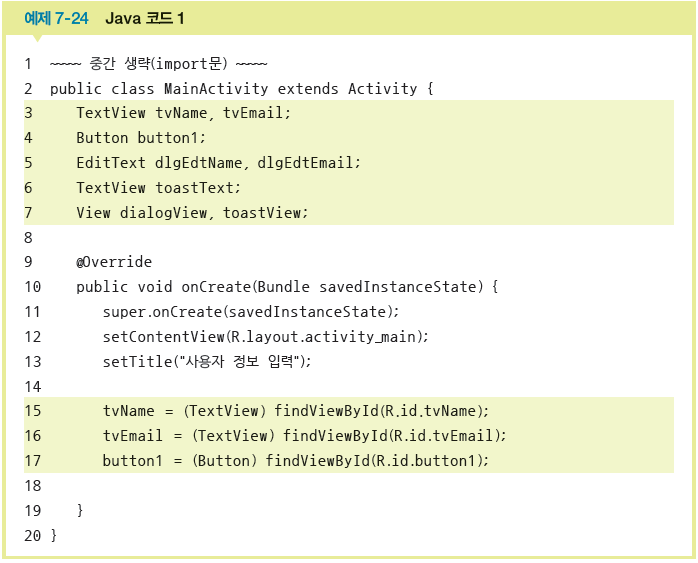 예제 7-24 Java 코드 1
1 ~~~~ 중간 생략(import문) ~~~~
2 public class MainActivity extends Activity {
3 TextView tvName, tvEmail;
4 Button button1;
5 EditText dlgEdtName, dlgEdtEmail;
6 TextView toastText;
7 View dialogView, toastView;
8
9 @Override
10 public void onCreate(Bundle savedInstanceState) {
11 super.onCreate(savedInstanceState);
12 setContentView(R.layout.activity_main);
13 setTitle("사용자 정보 입력");
14
15 tvName = (TextView) findViewById(R.id.tvName);
16 tvEmail = (TextView) findViewById(R.id.tvEmail);
17 button1 = (Button) findViewById(R.id.button1);
18
19 }
20 }